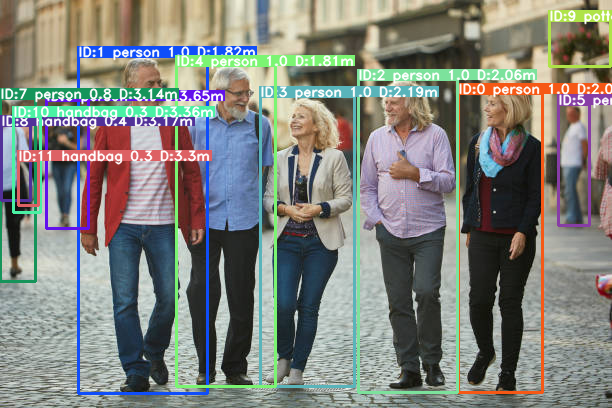 ID:9 pott
ID:1 person 1.0 D:1.82m
ID:4 person 1.0 D:1.81m
ID:2 person 1.0 D:2.06m
ID:0 person 1.0 D:2.0
ID:3 person 1.0 D:2.19m
ID:7 person 0.8 D:3.14m
3.65m
ID:5 per
ID:10 handbag 0.3 D:3.36m
ID:8 handbag 0.4 D:3.17m
ID:11 handbag 0.3 D:3.3m